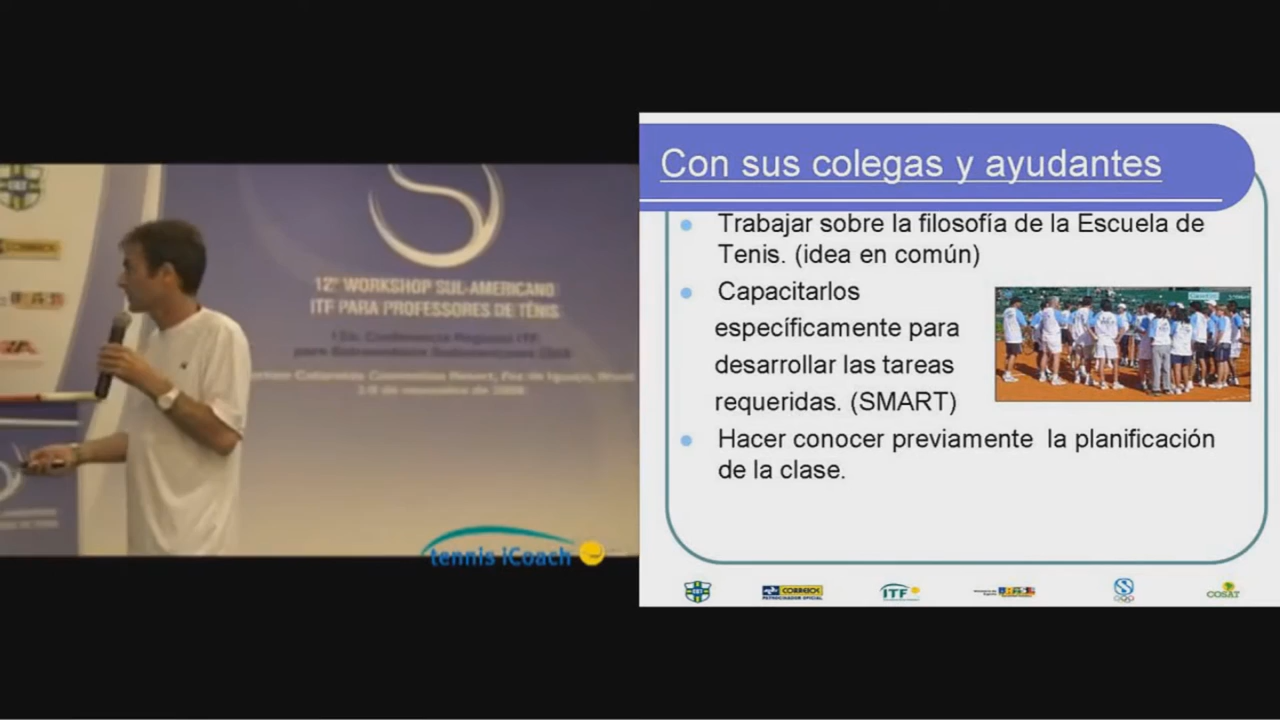 12º WORKSHOP SUL-AMERICANO
ITF PARA PROFESSORES DE TÊNIS
tennis iCoach
Con sus colegas y ayudantes
Trabajar sobre la filosofía de la Escuela de
Tenis. (idea en común)
Capacitarlos
específicamente para
desarrollar las tareas
requeridas. (SMART)
Hacer conocer previamente la planificación
de la clase.
CORREIOS
ITF
COSAT